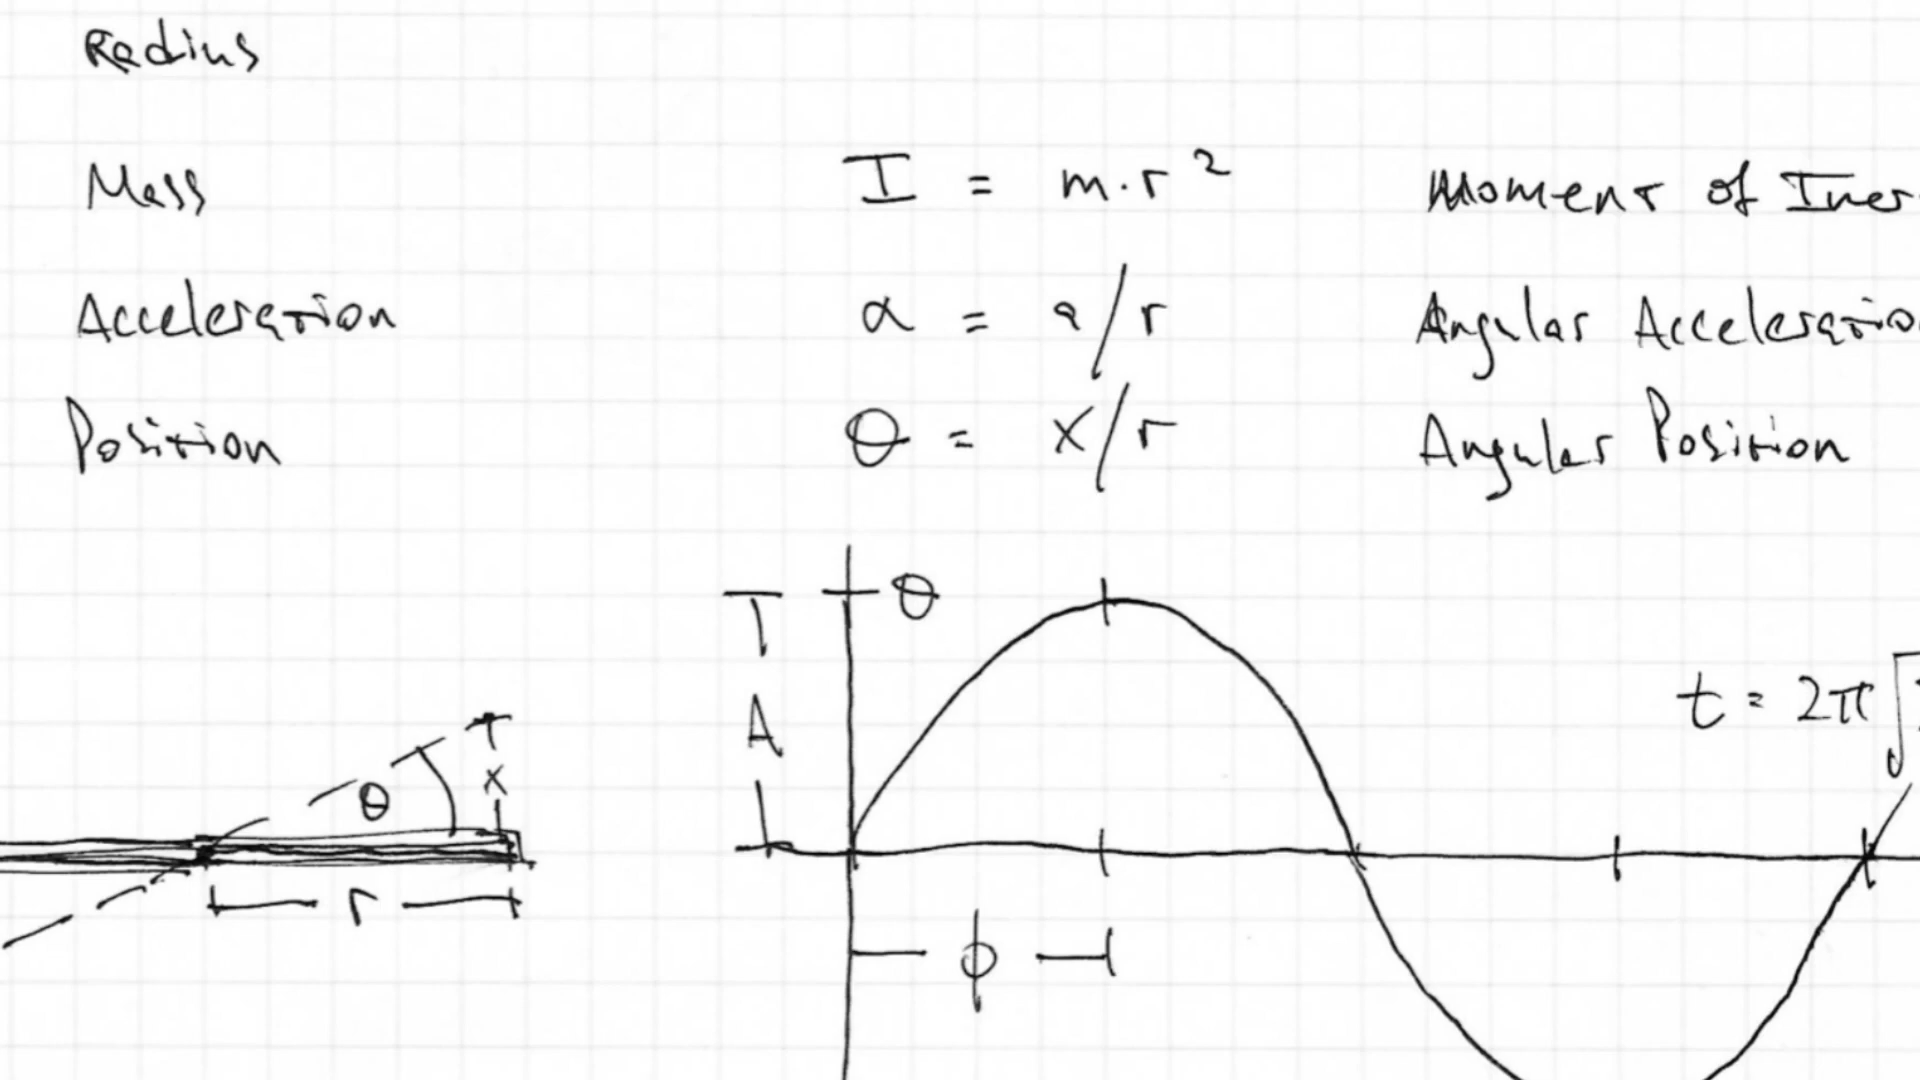 Radius
Mass I = m·r² Moment of Iner
Acceleration α = a/r Angular Acceleratio
Position θ = x/r Angular Position
θ
A
t = 2π√
x
θ
r
ϕ